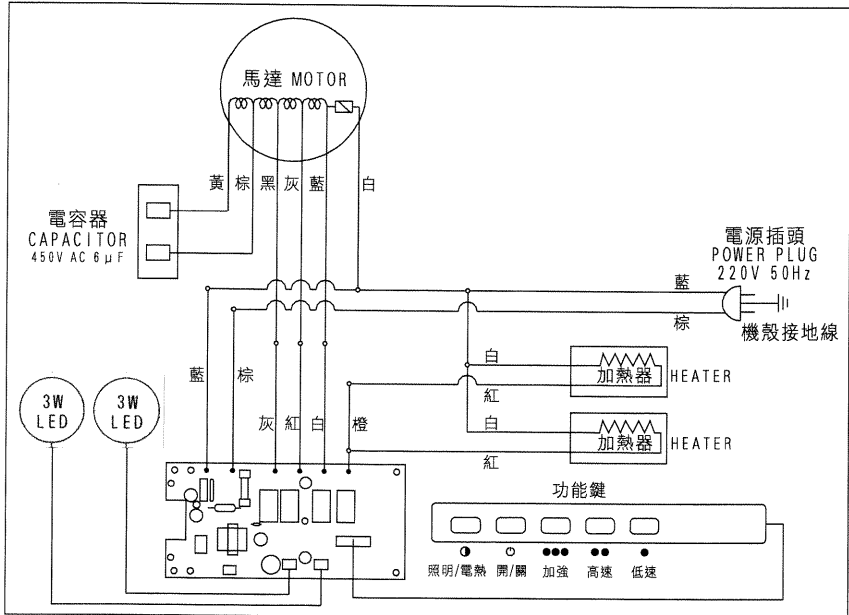 馬達 MOTOR
黃 棕 黑 灰 藍 白
電容器
CAPACITOR
450V AC 6μF
電源插頭
POWER PLUG
220V 50Hz
藍
棕
機殼接地線
白
加熱器 HEATER
紅
藍 棕
3W
LED
3W
LED
灰 紅 白 橙
白
加熱器 HEATER
紅
功能鍵
照明/電熱 開/關 加強 高速 低速